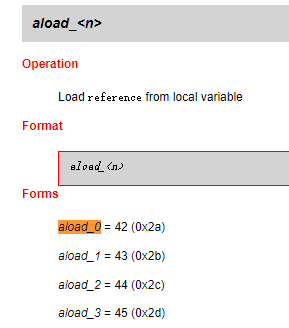 aload_<n>
Operation
Load reference from local variable
Format
aload_<n>
Forms
aload_0 = 42 (0x2a)
aload_1 = 43 (0x2b)
aload_2 = 44 (0x2c)
aload_3 = 45 (0x2d)